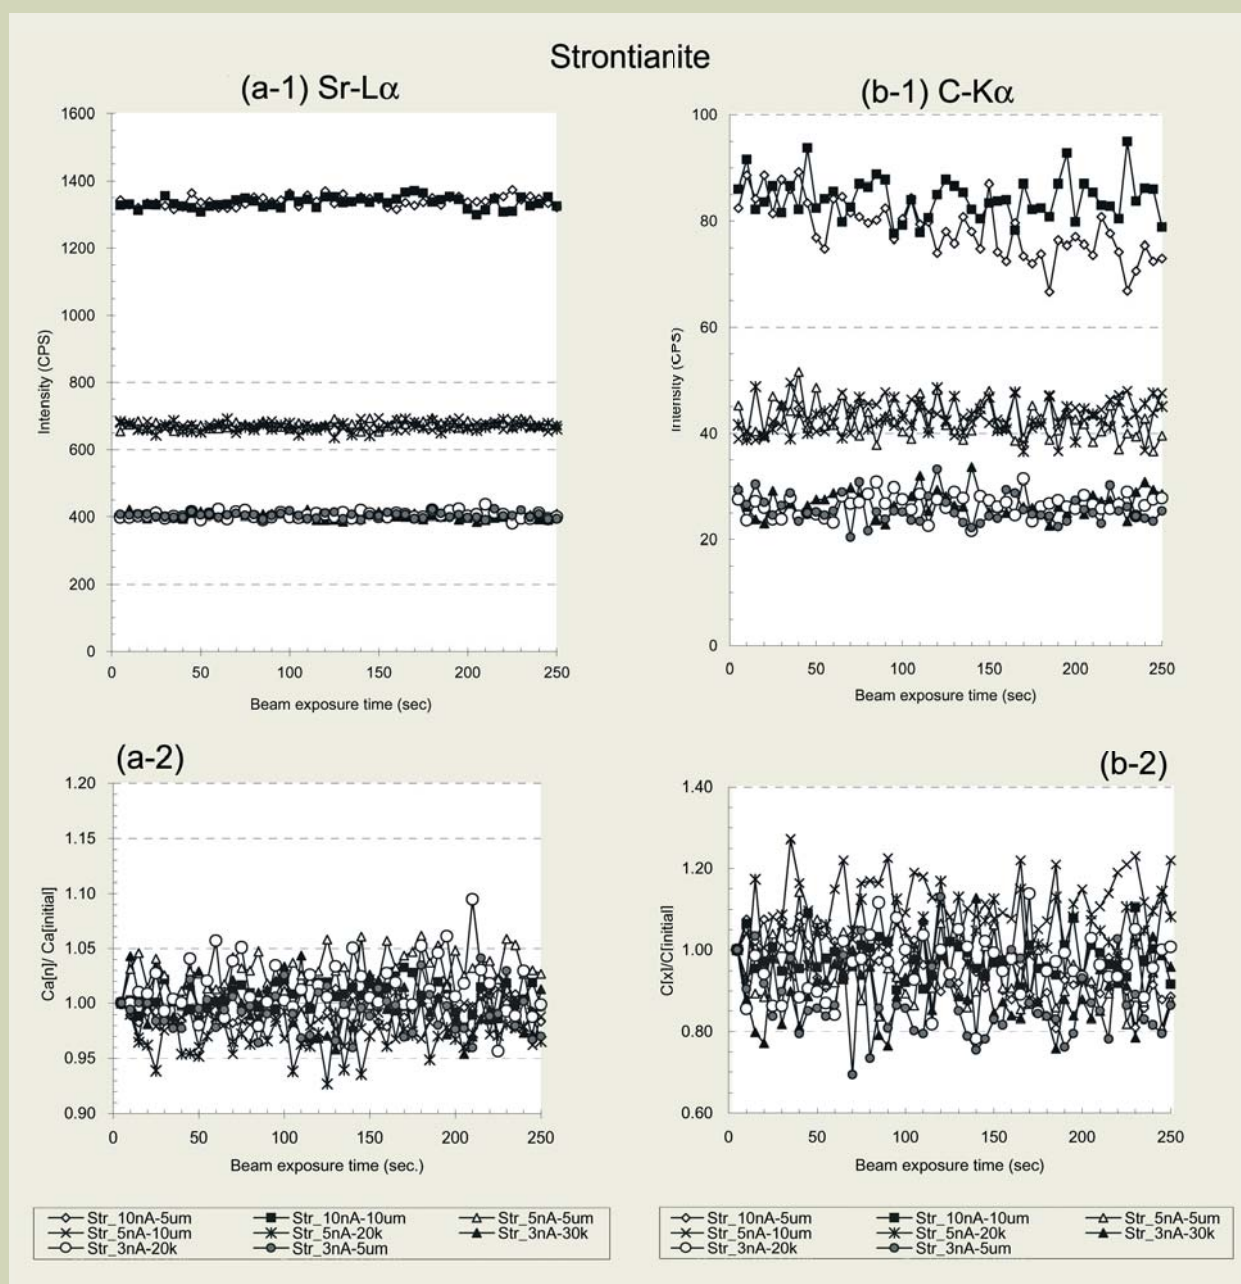 Strontianite
(a-1) Sr-Lα
1600
1400
1200
1000
800
600
400
200
0
Intensity (CPS)
0 50 100 150 200 250
Beam exposure time (sec)
(b-1) C-Kα
100
80
60
40
20
0
Intensity (CPS)
0 50 100 150 200 250
Beam exposure time (sec)
(a-2)
1.20
1.15
1.10
1.05
1.00
0.95
0.90
Ca[n]/ Ca[initial]
0 50 100 150 200 250
Beam exposure time (sec.)
(b-2)
1.40
1.20
1.00
0.80
0.60
C[x]/C[initial]
0 50 100 150 200 250
Beam exposure time (sec)
Str_10nA-5um Str_10nA-10um Str_5nA-5um
Str_5nA-10um Str_5nA-20k Str_3nA-30k
Str_3nA-20k Str_3nA-5um
Str_10nA-5um Str_10nA-10um Str_5nA-5um
Str_5nA-10um Str_5nA-20k Str_3nA-30k
Str_3nA-20k Str_3nA-5um